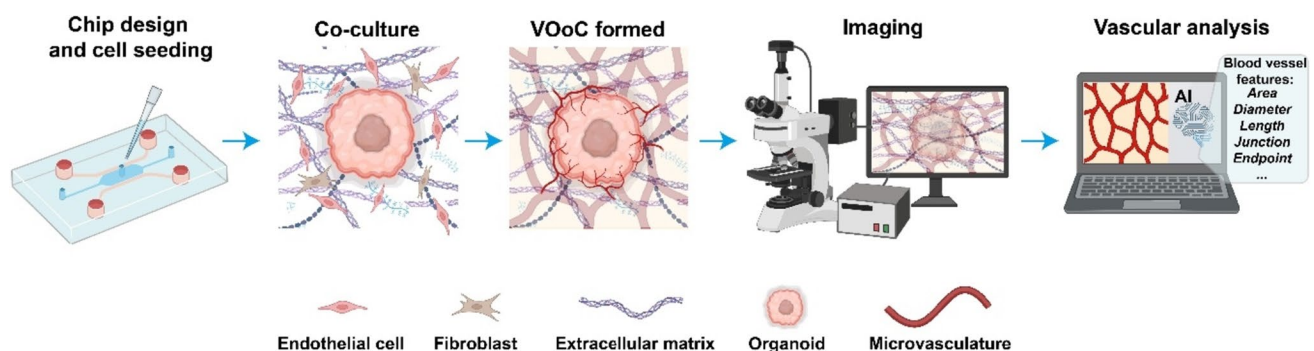 Chip design
and cell seeding
Co-culture
VOoC formed
Imaging
Vascular analysis
Blood vessel
features:
Area
Diameter
Length
Junction
Endpoint
...
AI
Endothelial cell
Fibroblast
Extracellular matrix
Organoid
Microvasculature